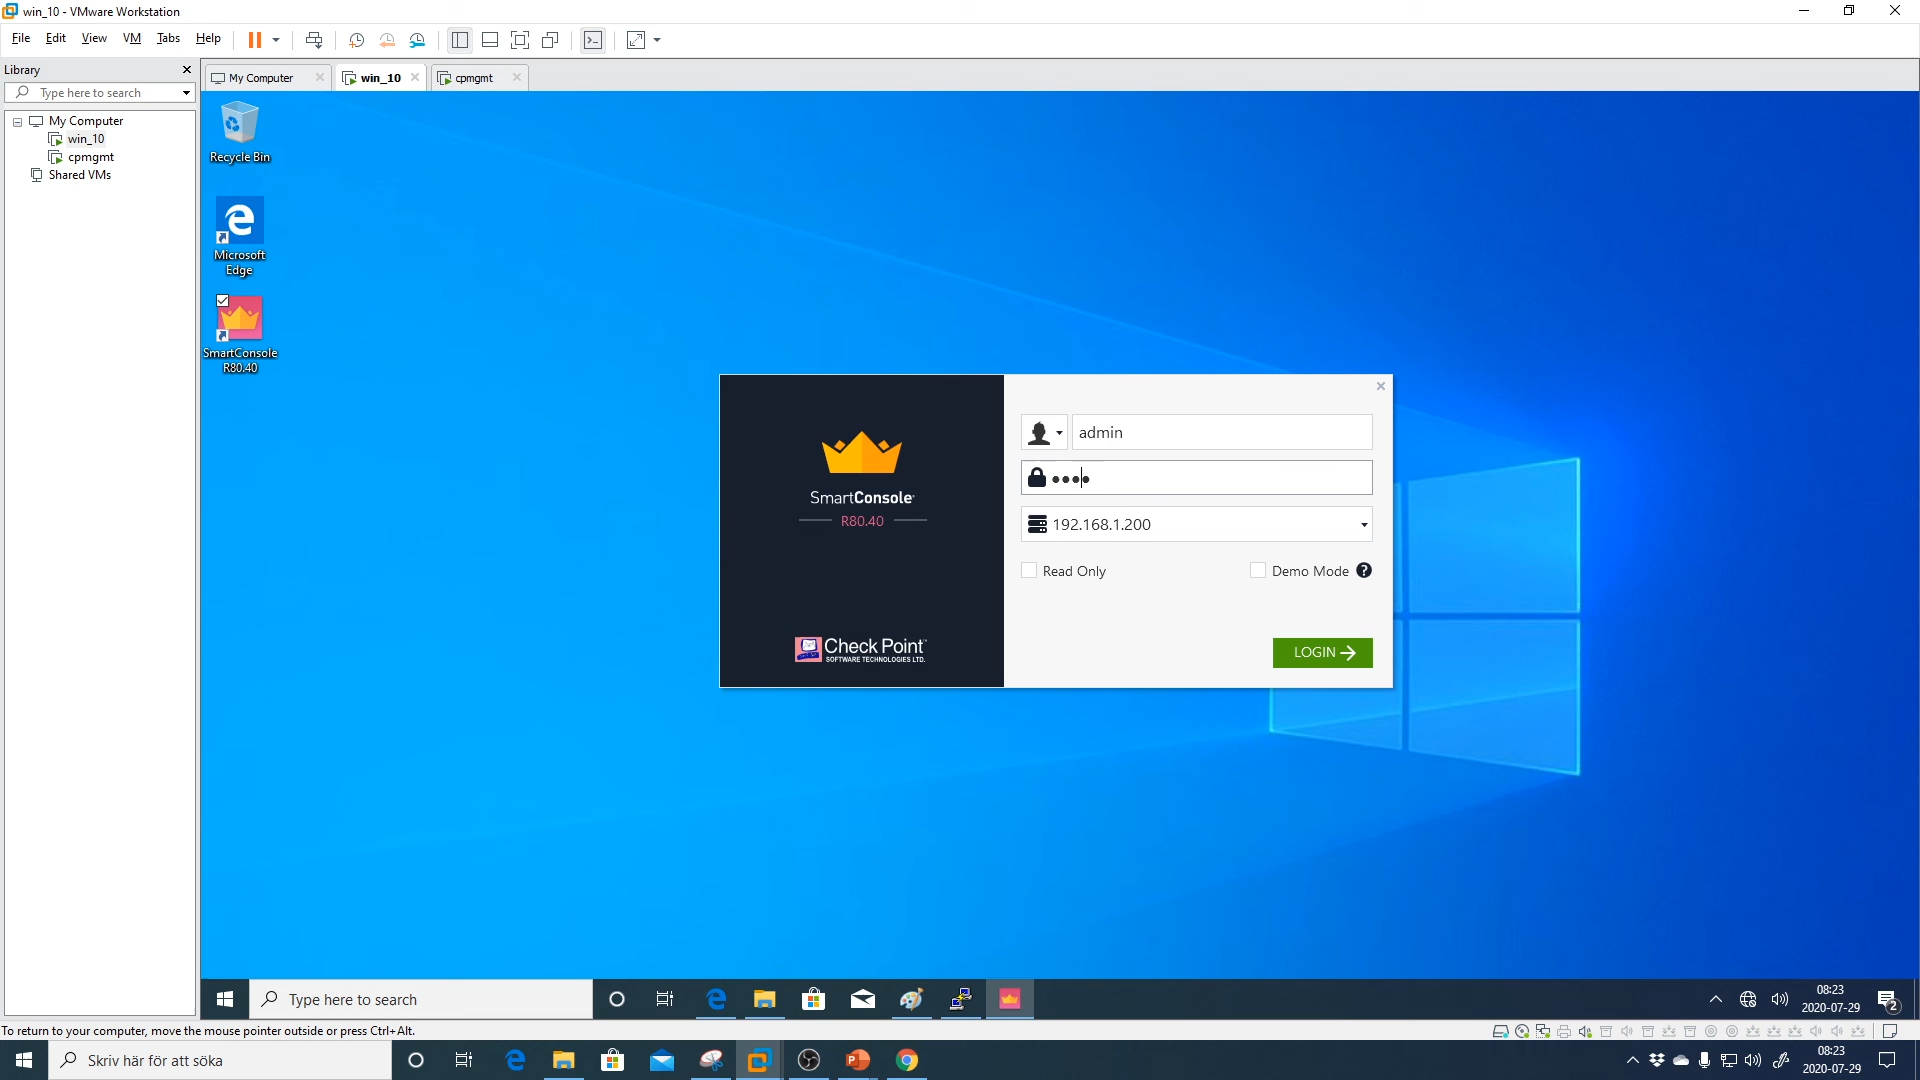 win_10 - VMware Workstation
File Edit View VM Tabs Help
Library
Type here to search
My Computer
win_10
cpmgmt
Shared VMs
My Computer
win_10
cpmgmt
Recycle Bin
Microsoft
Edge
SmartConsole
R80.40
SmartConsole
R80.40
Check Point
SOFTWARE TECHNOLOGIES LTD.
admin
192.168.1.200
Read Only
Demo Mode
LOGIN
Type here to search
08:23
2020-07-29
2
To return to your computer, move the mouse pointer outside or press Ctrl+Alt.
Skriv här för att söka
08:23
2020-07-29